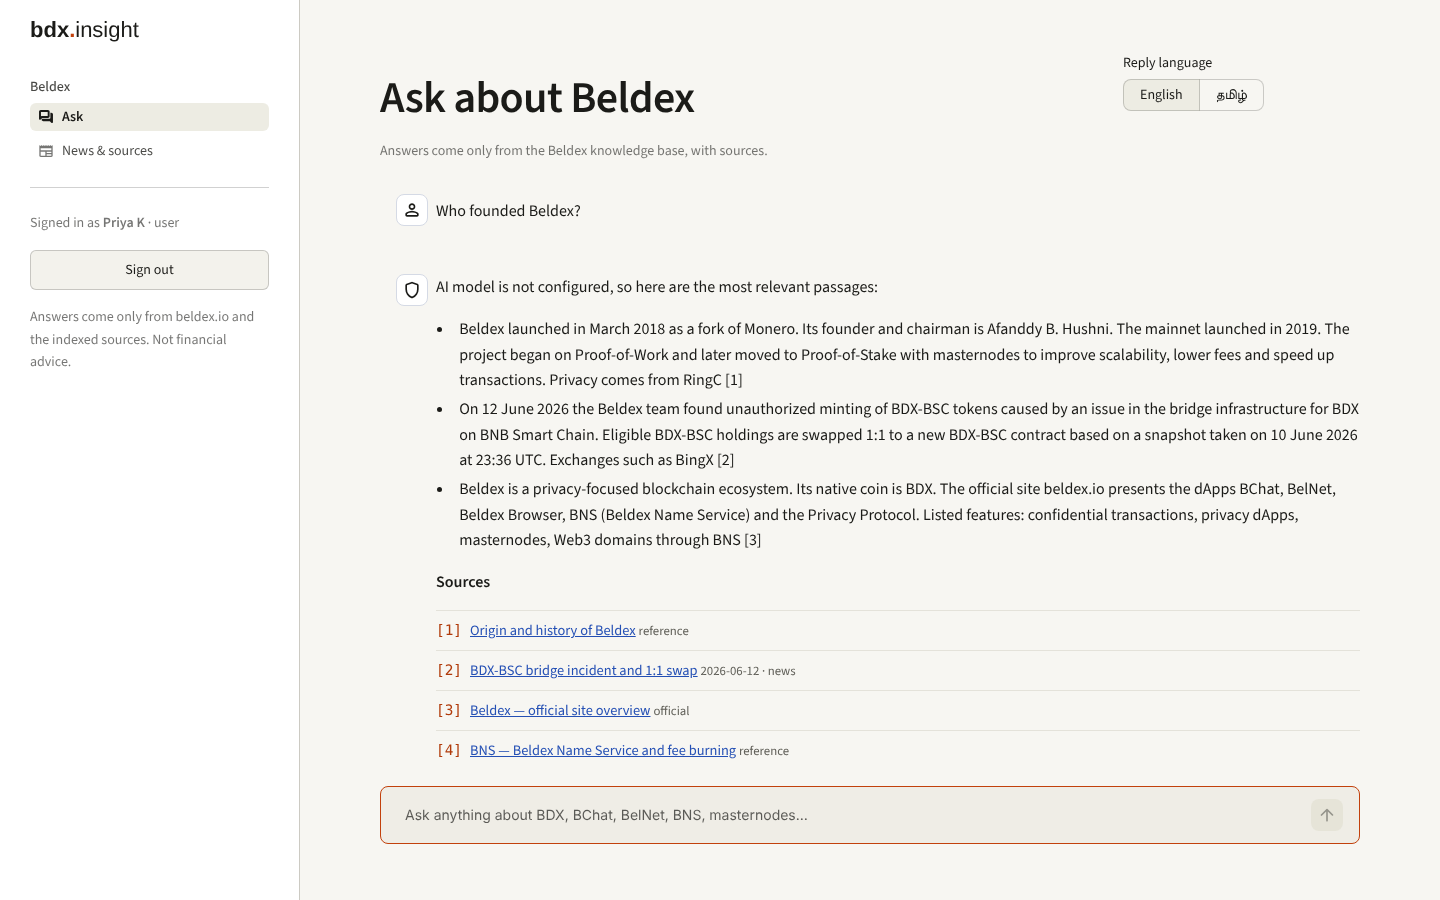 bdx.insight
Beldex
Ask
News & sources
Signed in as Priya K · user
Sign out
Answers come only from beldex.io and
the indexed sources. Not financial
advice.
Reply language
English
தமிழ்
Ask about Beldex
Answers come only from the Beldex knowledge base, with sources.
Who founded Beldex?
AI model is not configured, so here are the most relevant passages:
• Beldex launched in March 2018 as a fork of Monero. Its founder and chairman is Afanddy B. Hushni. The mainnet launched in 2019. The
project began on Proof-of-Work and later moved to Proof-of-Stake with masternodes to improve scalability, lower fees and speed up
transactions. Privacy comes from RingC [1]
• On 12 June 2026 the Beldex team found unauthorized minting of BDX-BSC tokens caused by an issue in the bridge infrastructure for BDX
on BNB Smart Chain. Eligible BDX-BSC holdings are swapped 1:1 to a new BDX-BSC contract based on a snapshot taken on 10 June 2026
at 23:36 UTC. Exchanges such as BingX [2]
• Beldex is a privacy-focused blockchain ecosystem. Its native coin is BDX. The official site beldex.io presents the dApps BChat, BelNet,
Beldex Browser, BNS (Beldex Name Service) and the Privacy Protocol. Listed features: confidential transactions, privacy dApps,
masternodes, Web3 domains through BNS [3]
Sources
[1] Origin and history of Beldex reference
[2] BDX-BSC bridge incident and 1:1 swap 2026-06-12 · news
[3] Beldex — official site overview official
[4] BNS — Beldex Name Service and fee burning reference
Ask anything about BDX, BChat, BelNet, BNS, masternodes...